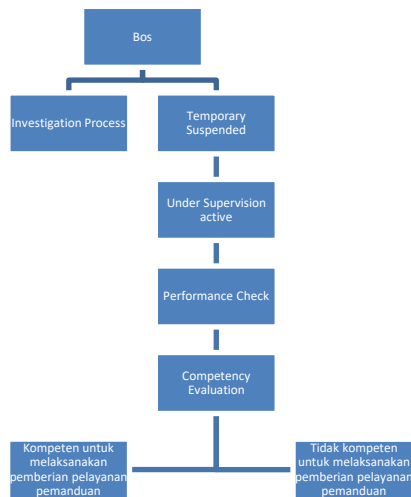 Bos
Investigation Process
Temporary
Suspended
Under Supervision
active
Performance Check
Competency
Evaluation
Kompeten untuk
melaksanakan
pemberian pelayanan
pemanduan
Tidak kompeten
untuk melaksanakan
pemberian pelayanan
pemanduan